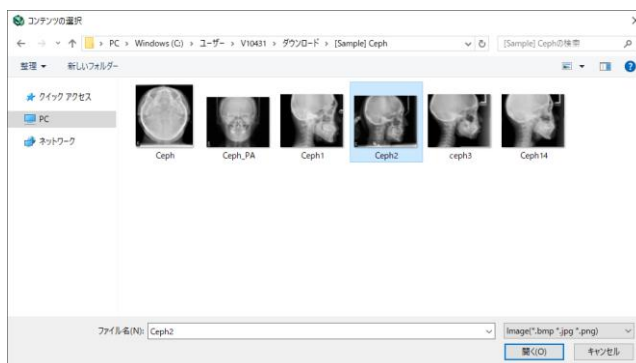 コンテンツの選択
PC > Windows (C:) > ユーザー > V10431 > ダウンロード > [Sample] Ceph
[Sample] Cephの検索
整理 新しいフォルダー
クイック アクセス
PC
ネットワーク
Ceph
Ceph_PA
Ceph1
Ceph2
ceph3
Ceph14
ファイル名(N): Ceph2
Image(*.bmp *.jpg *.png)
開く(O) キャンセル